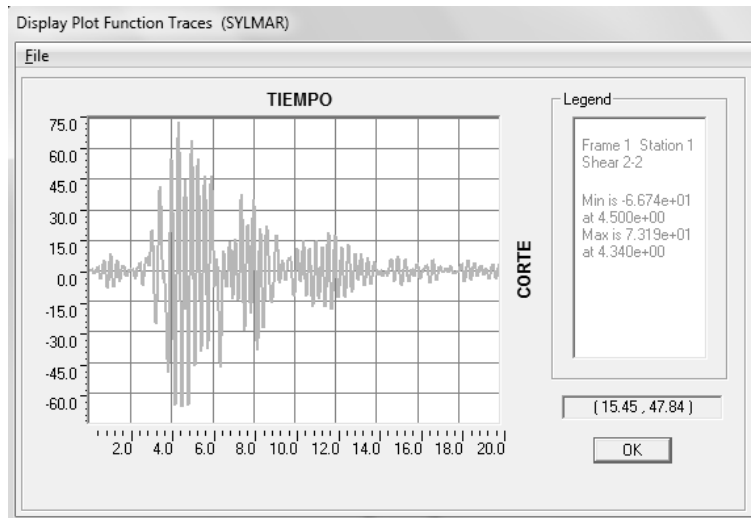 Display Plot Function Traces (SYLMAR)
File
TIEMPO
75.0
60.0
45.0
30.0
15.0
0.0
-15.0
-30.0
-45.0
-60.0
2.0 4.0 6.0 8.0 10.0 12.0 14.0 16.0 18.0 20.0
CORTE
Legend
Frame 1 Station 1
Shear 2-2
Min is -6.674e+01
at 4.500e+00
Max is 7.319e+01
at 4.340e+00
( 15.45 , 47.84 )
OK